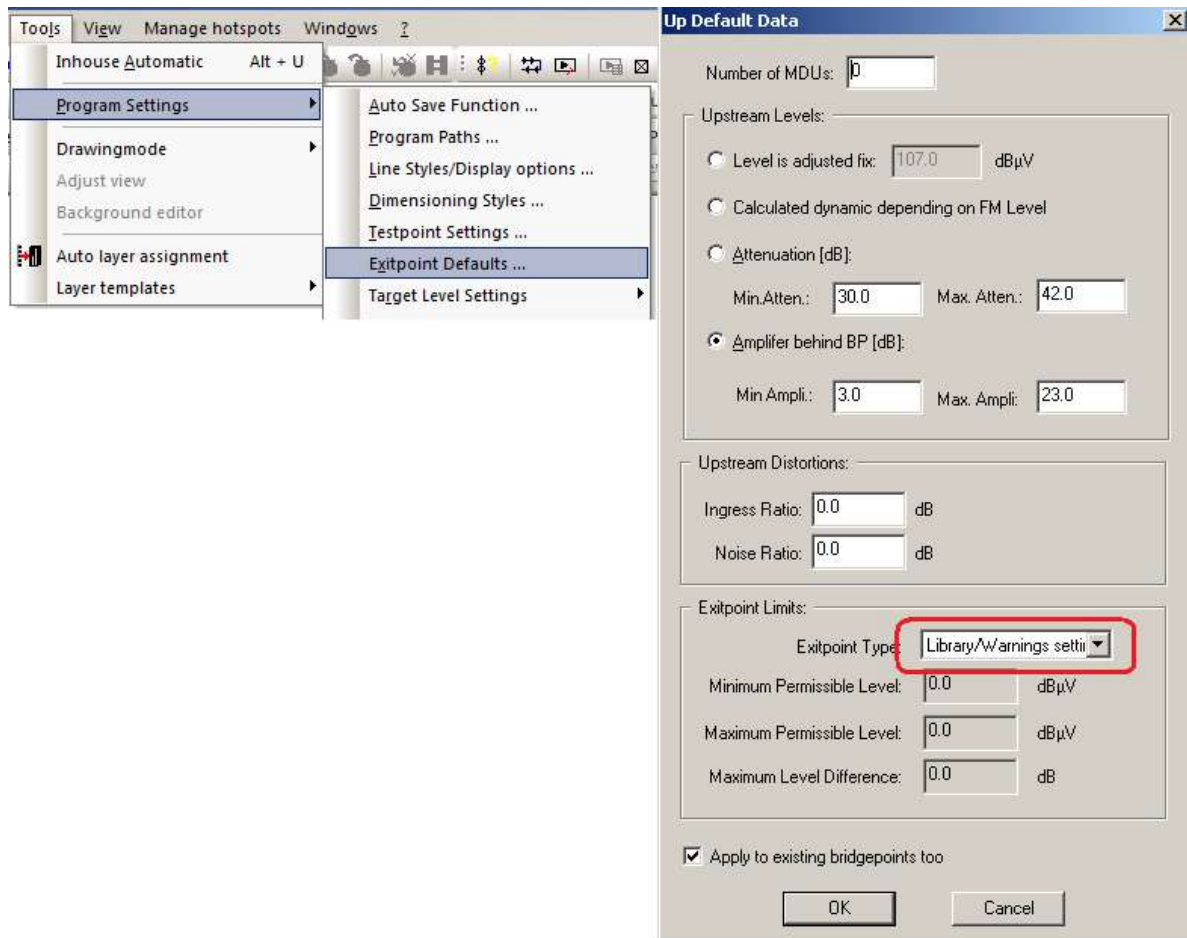 Tools View Manage hotspots Windows ?
Inhouse Automatic Alt + U
Program Settings
Drawingmode
Adjust view
Background editor
Auto layer assignment
Layer templates
Auto Save Function ...
Program Paths ...
Line Styles/Display options ...
Dimensioning Styles ...
Testpoint Settings ...
Exitpoint Defaults ...
Target Level Settings
Up Default Data
Number of MDUs: 0
Upstream Levels:
Level is adjusted fix: 107.0 dBµV
Calculated dynamic depending on FM Level
Attenuation [dB]:
Min.Atten.: 30.0 Max. Atten.: 42.0
Amplifer behind BP [dB]:
Min Ampli.: 3.0 Max. Ampli: 23.0
Upstream Distortions:
Ingress Ratio: 0.0 dB
Noise Ratio: 0.0 dB
Exitpoint Limits:
Exitpoint Type: Library/Warnings settin
Minimum Permissible Level: 0.0 dBµV
Maximum Permissible Level: 0.0 dBµV
Maximum Level Difference: 0.0 dB
Apply to existing bridgepoints too
OK Cancel